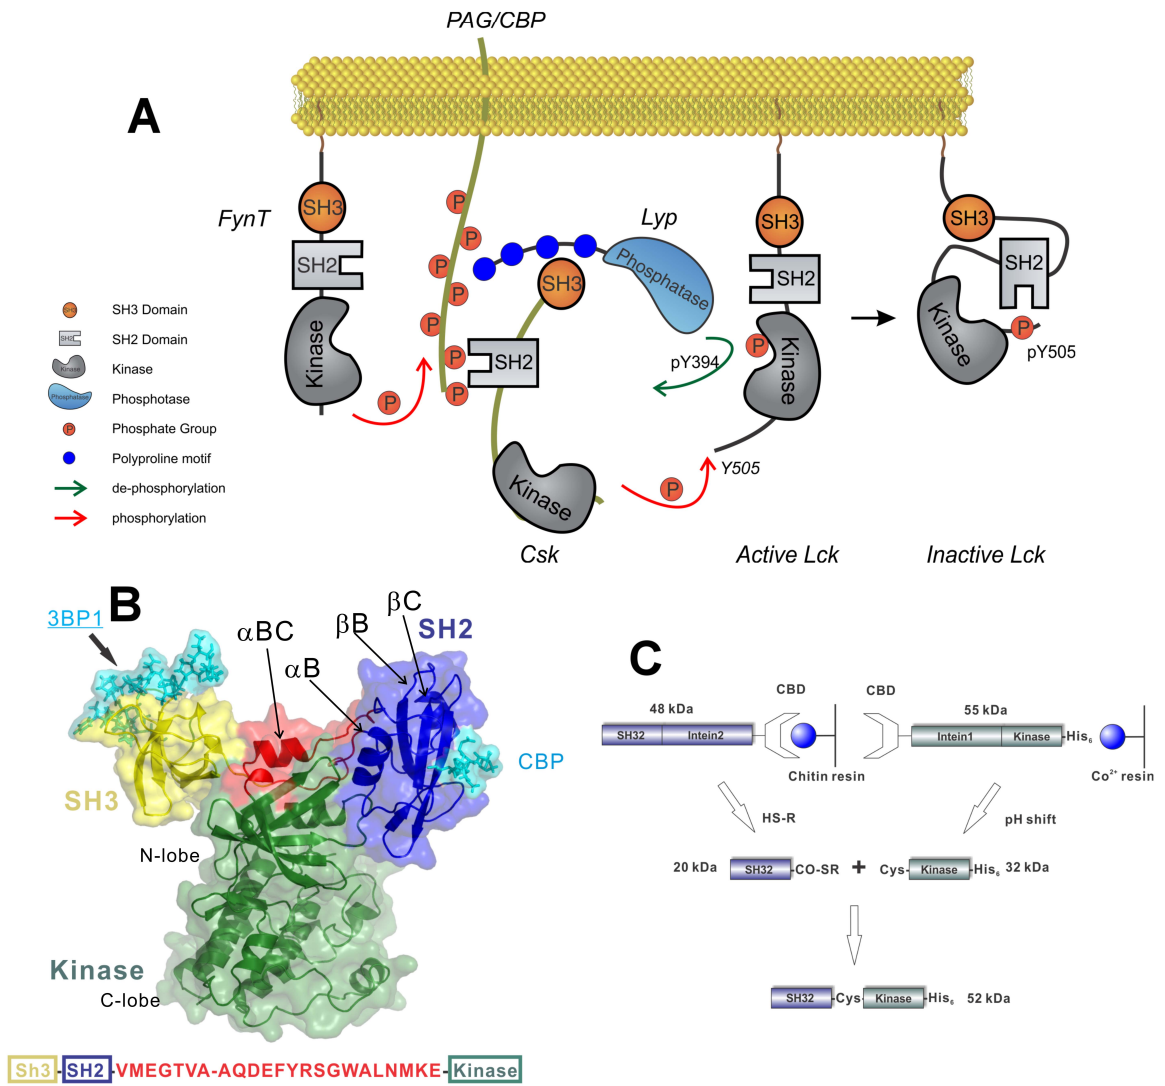 PAG/CBP
A
FynT
SH3
SH2
Kinase
P
P
P
P
P
P
P
P
P
Lyp
Phosphatase
SH3
SH2
Kinase
Csk
P
SH3
SH2
Kinase
P
pY394
Y505
Active Lck
SH3
SH2
Kinase
P
pY505
Inactive Lck
SH3 SH3 Domain
SH2 SH2 Domain
Kinase Kinase
Phosphatase Phosphotase
P Phosphate Group
Polyproline motif
de-phosphorylation
phosphorylation
B
3BP1
αBC
αB
βB
βC
SH2
CBP
SH3
N-lobe
Kinase
C-lobe
Sh3-SH2-VMEGTVA-AQDEFYRSGWALNMKE-Kinase
C
CBD CBD
48 kDa 55 kDa
SH32 Intein2 Intein1 Kinase -His6
Chitin resin Co2+ resin
HS-R pH shift
20 kDa SH32 -CO-SR + Cys- Kinase -His6 32 kDa
SH32 -Cys- Kinase -His6 52 kDa